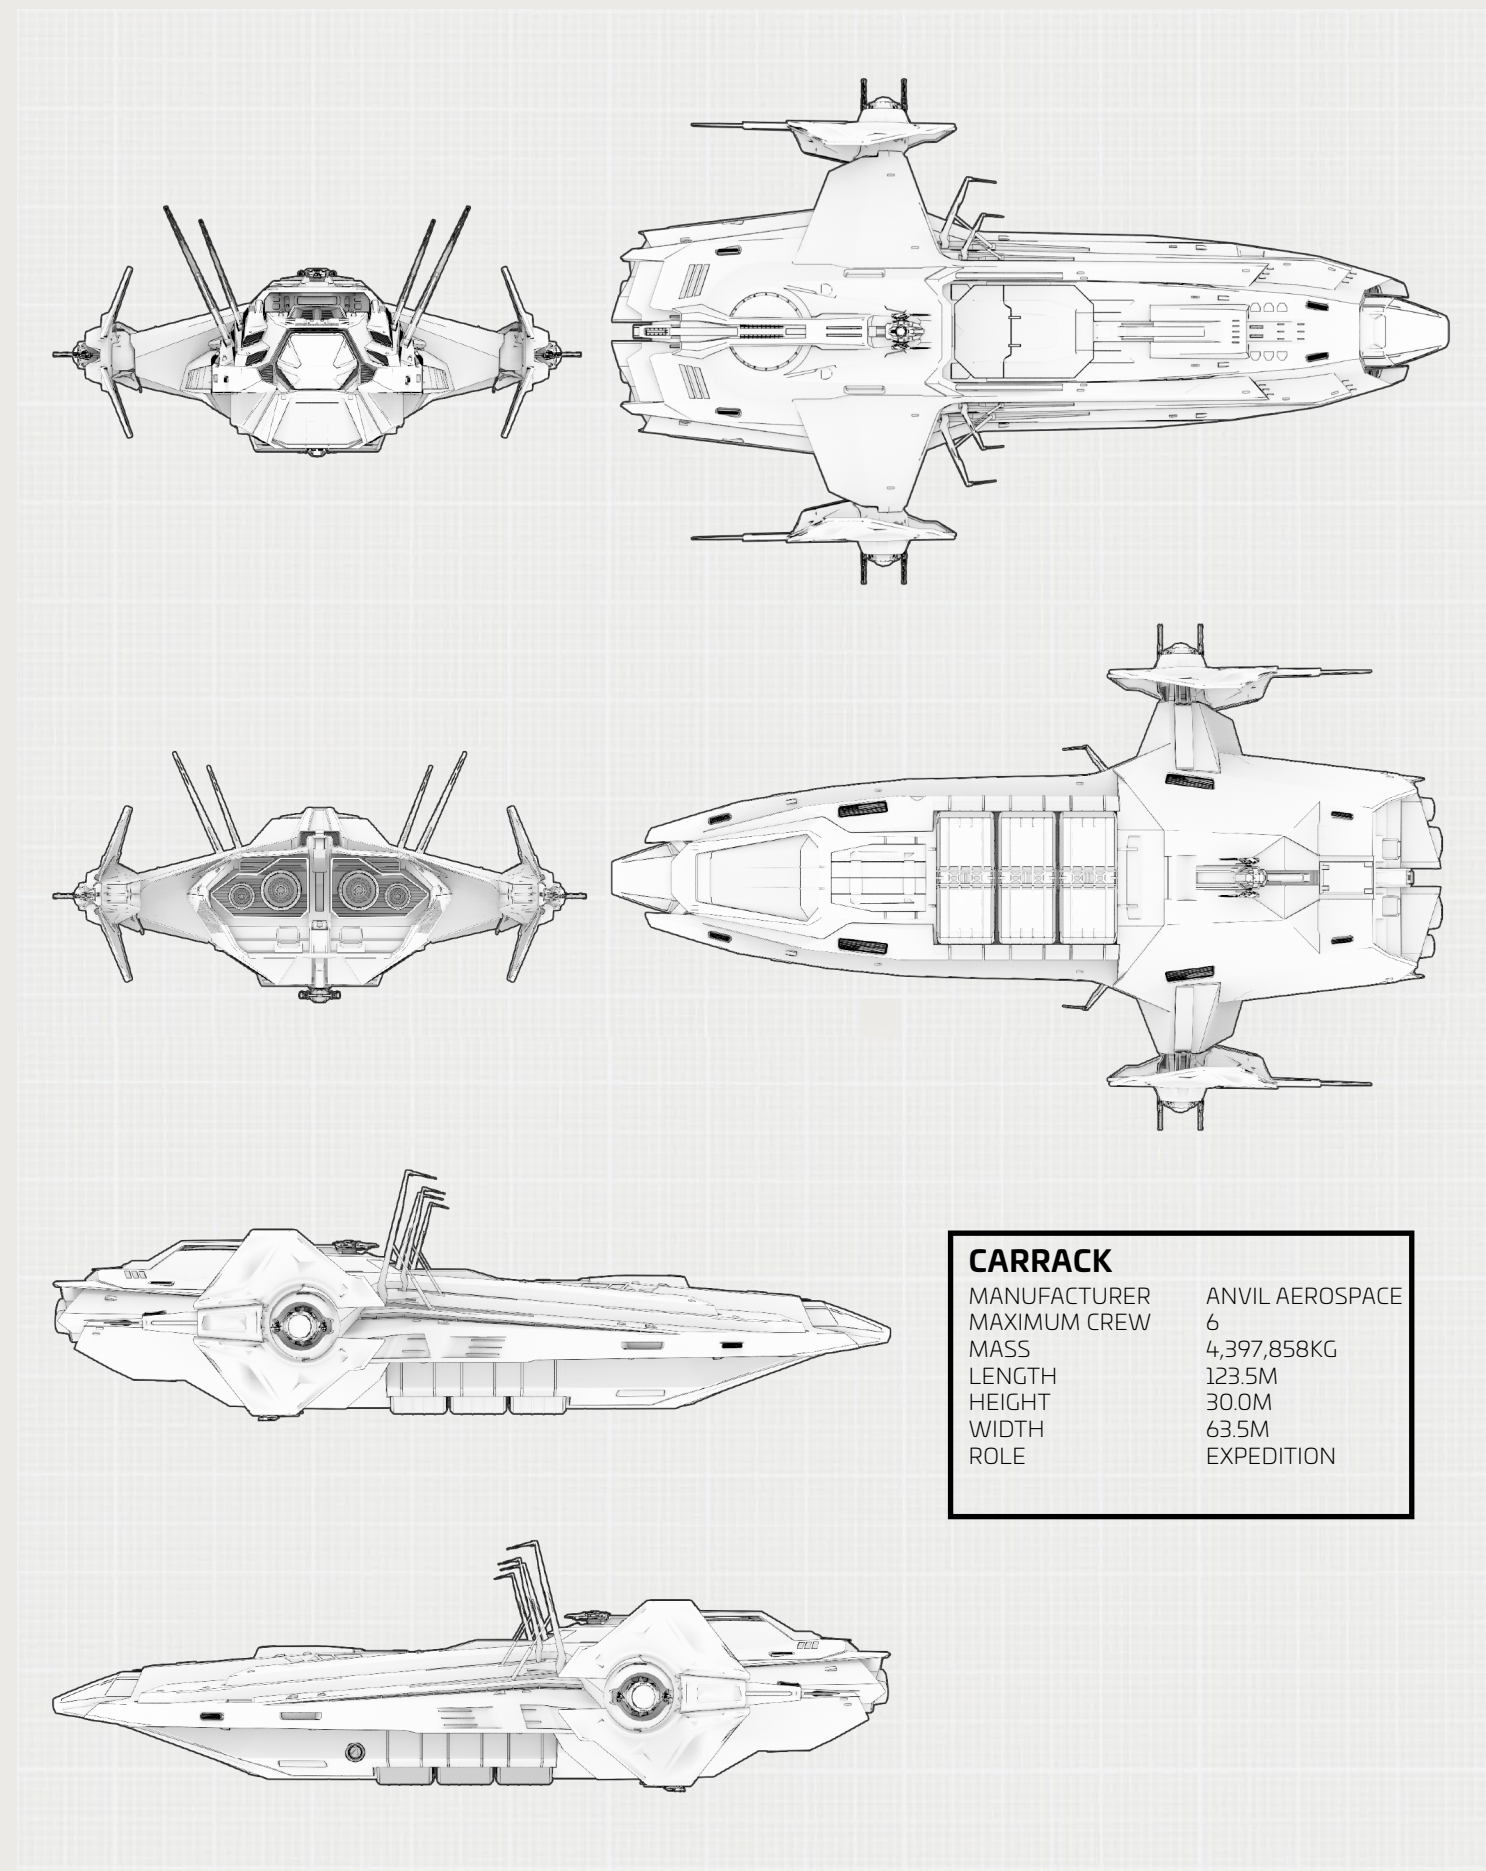 CARRACK
MANUFACTURER ANVIL AEROSPACE
MAXIMUM CREW 6
MASS 4,397,858KG
LENGTH 123.5M
HEIGHT 30.0M
WIDTH 63.5M
ROLE EXPEDITION